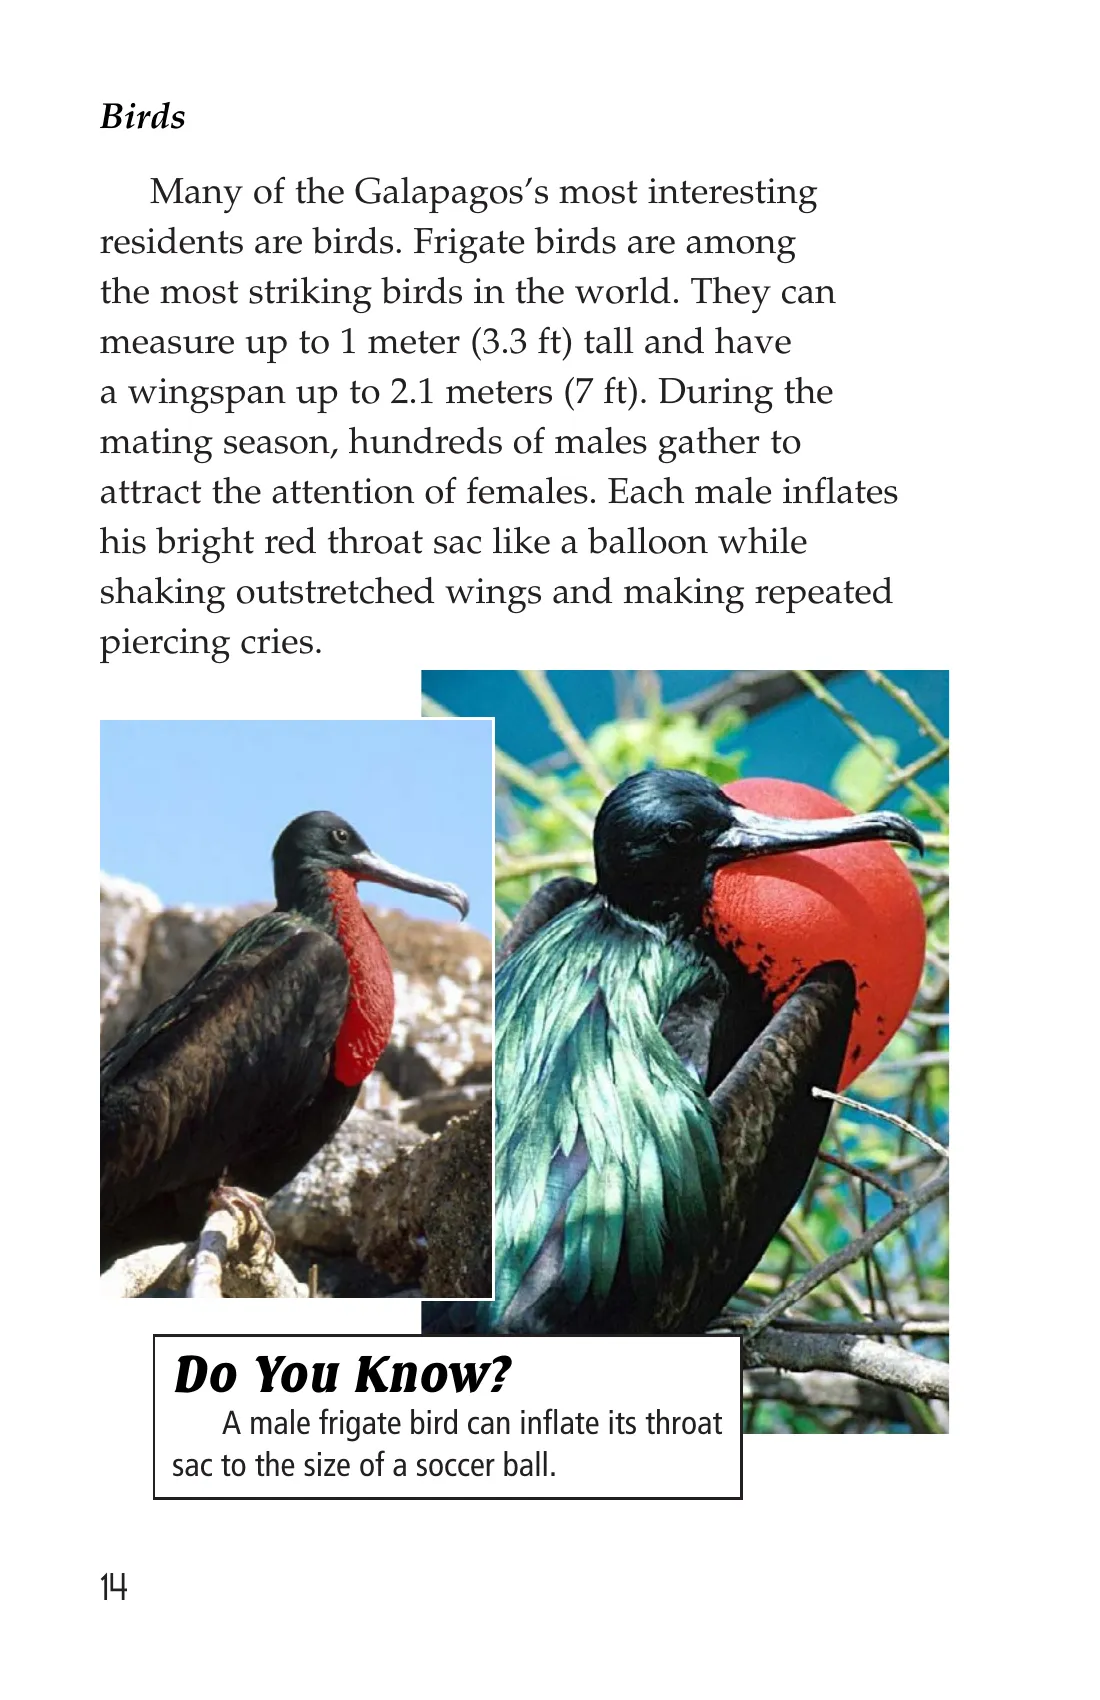 Birds
Many of the Galapagos’s most interesting
residents are birds. Frigate birds are among
the most striking birds in the world. They can
measure up to 1 meter (3.3 ft) tall and have
a wingspan up to 2.1 meters (7 ft). During the
mating season, hundreds of males gather to
attract the attention of females. Each male inflates
his bright red throat sac like a balloon while
shaking outstretched wings and making repeated
piercing cries.
Do You Know?
A male frigate bird can inflate its throat
sac to the size of a soccer ball.
14